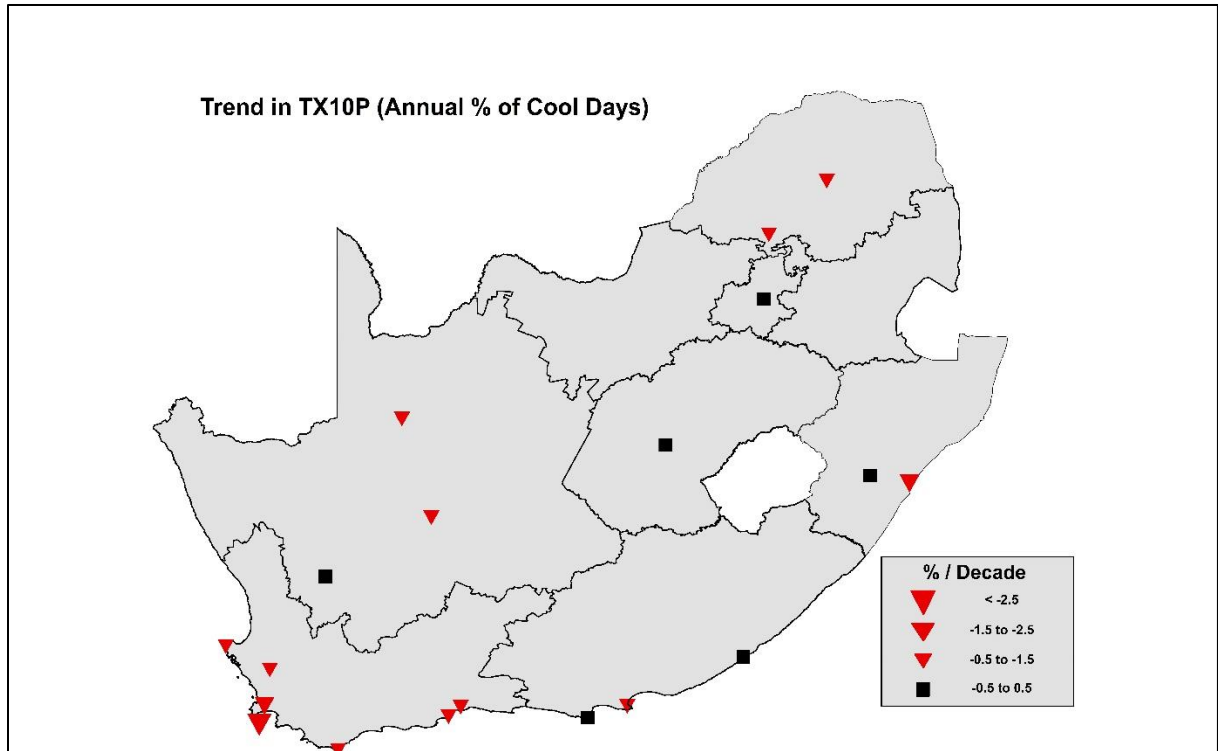 Trend in TX10P (Annual % of Cool Days)
% / Decade
< -2.5
-1.5 to -2.5
-0.5 to -1.5
-0.5 to 0.5